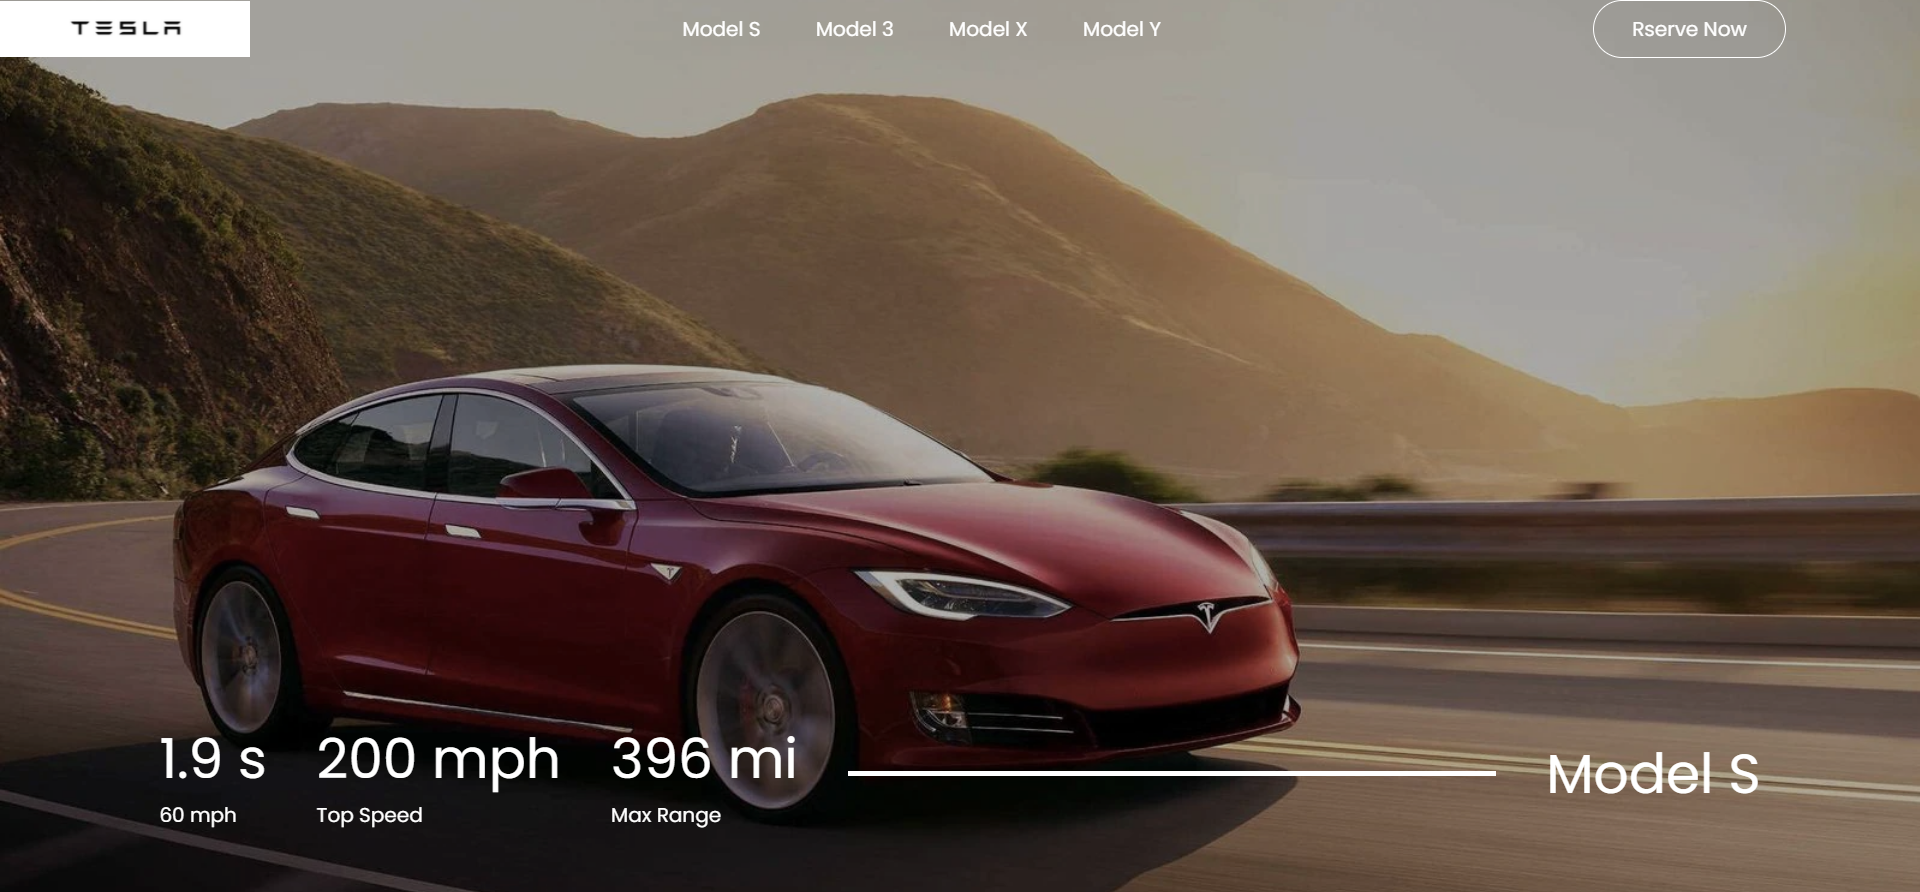 TESLA
Model S
Model 3
Model X
Model Y
Rserve Now
1.9 s
200 mph
396 mi
Model S
60 mph
Top Speed
Max Range